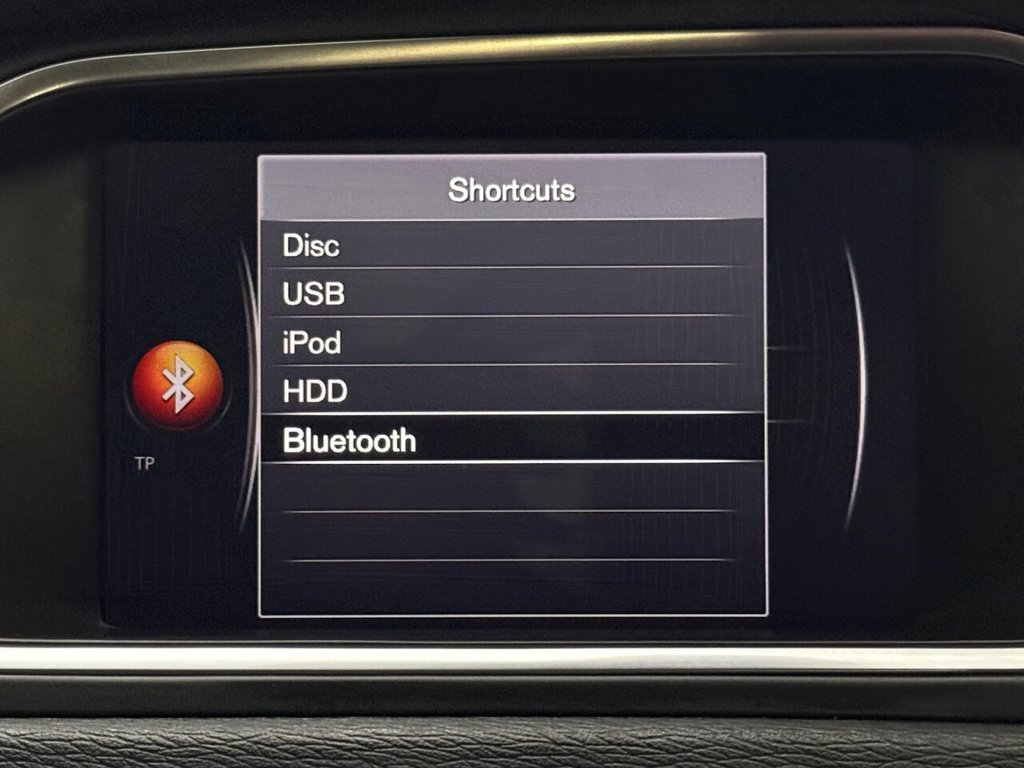 Shortcuts
Disc
USB
iPod
HDD
Bluetooth
TP